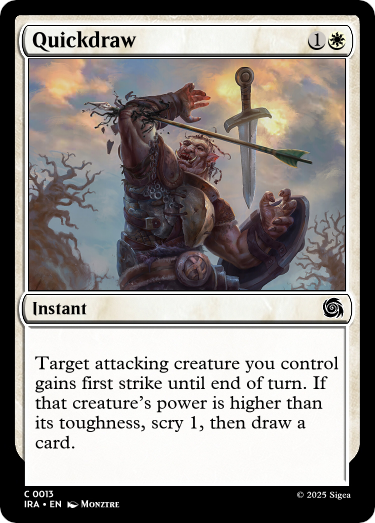 Quickdraw 1
Instant
Target attacking creature you control
gains first strike until end of turn. If
that creature's power is higher than
its toughness, scry 1, then draw a
card.
C 0013
IRA • EN Monztre
© 2025 Sigea